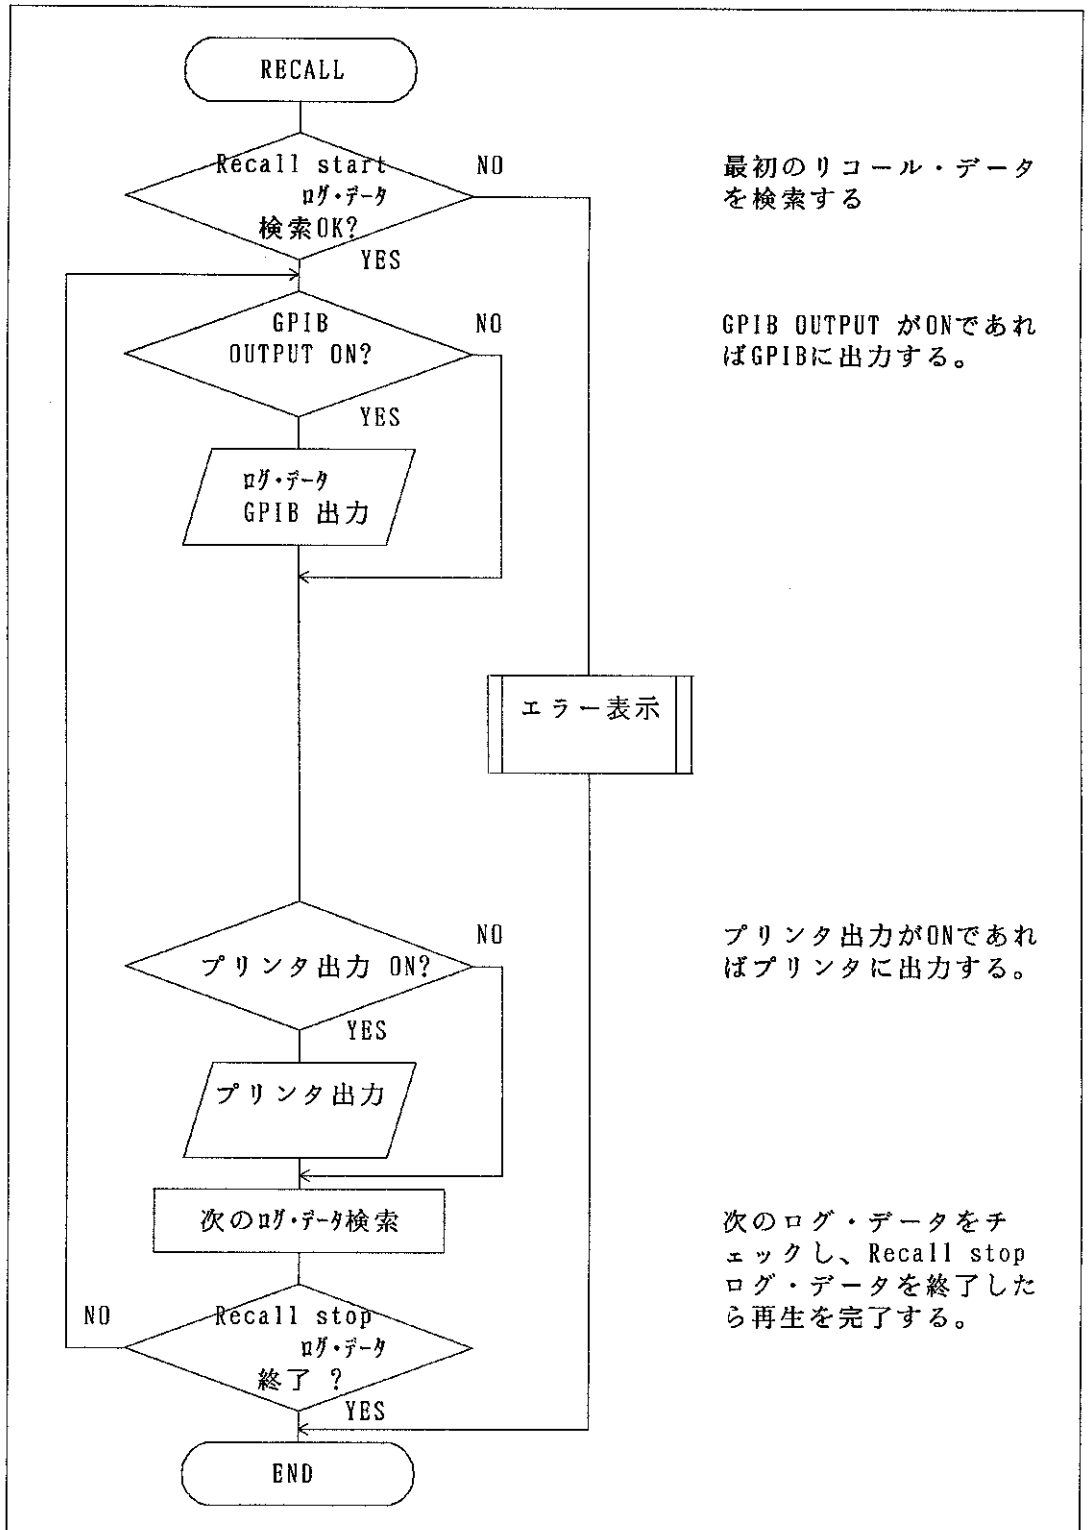 RECALL
Recall start
ログ・データ
検索OK?
NO
YES
最初のリコール・データ
を検索する
GPIB
OUTPUT ON?
NO
YES
GPIB OUTPUT がONであれ
ばGPIBに出力する。
ログ・データ
GPIB 出力
エラー表示
プリンタ出力 ON?
NO
YES
プリンタ出力がONであれ
ばプリンタに出力する。
プリンタ出力
次のログ・データ検索
次のログ・データをチ
ェックし、Recall stop
ログ・データを終了した
ら再生を完了する。
NO
Recall stop
ログ・データ
終了 ?
YES
END